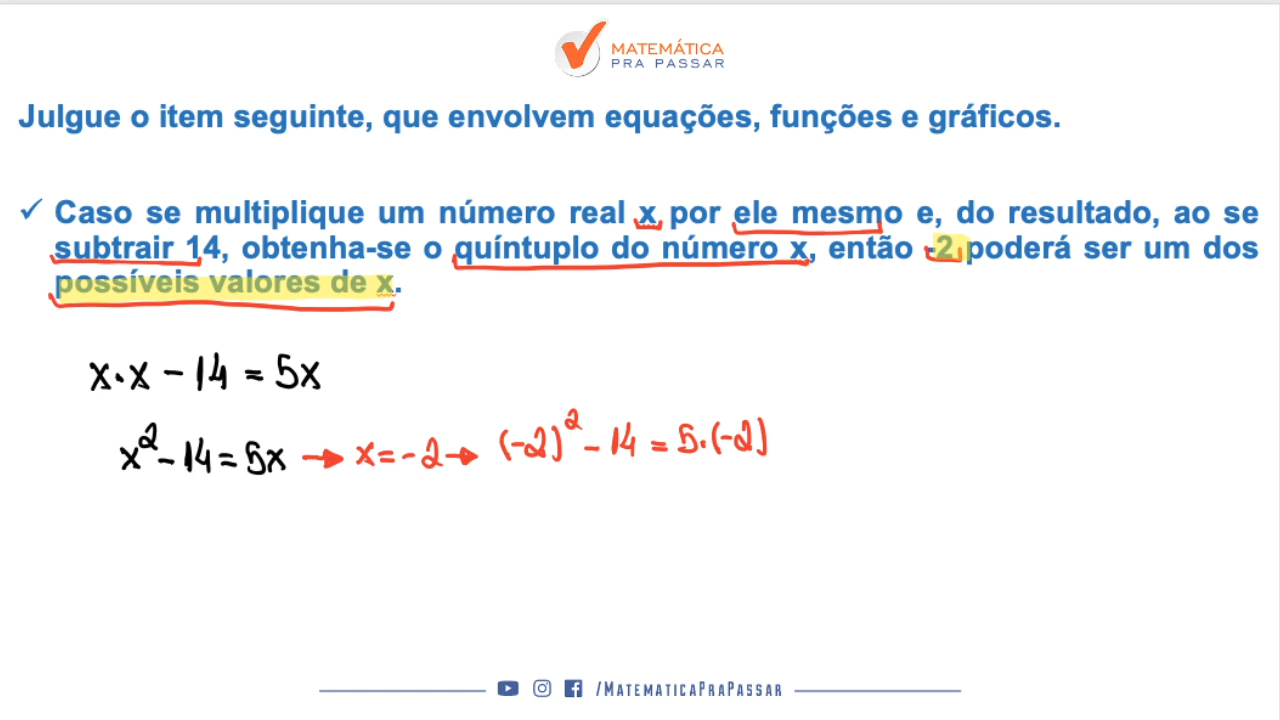 MATEMÁTICA
PRA PASSAR
Julgue o item seguinte, que envolvem equações, funções e gráficos.
✓ Caso se multiplique um número real x por ele mesmo e, do resultado, ao se
subtrair 14, obtenha-se o quíntuplo do número x, então -2 poderá ser um dos
possíveis valores de x.
x·x - 14 = 5x
x² - 14 = 5x → x = -2 → (-2)² - 14 = 5·(-2)
/MatematicaPraPassar